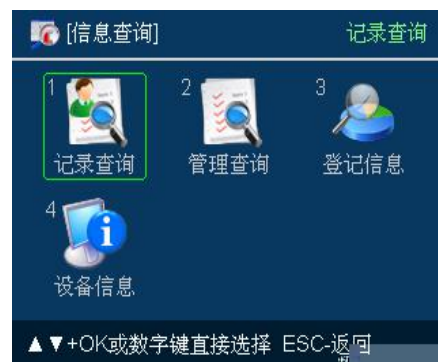 [信息查询] 记录查询
1 2 3
记录查询 管理查询 登记信息
4
设备信息
▲▼+OK或数字键直接选择 ESC-返回